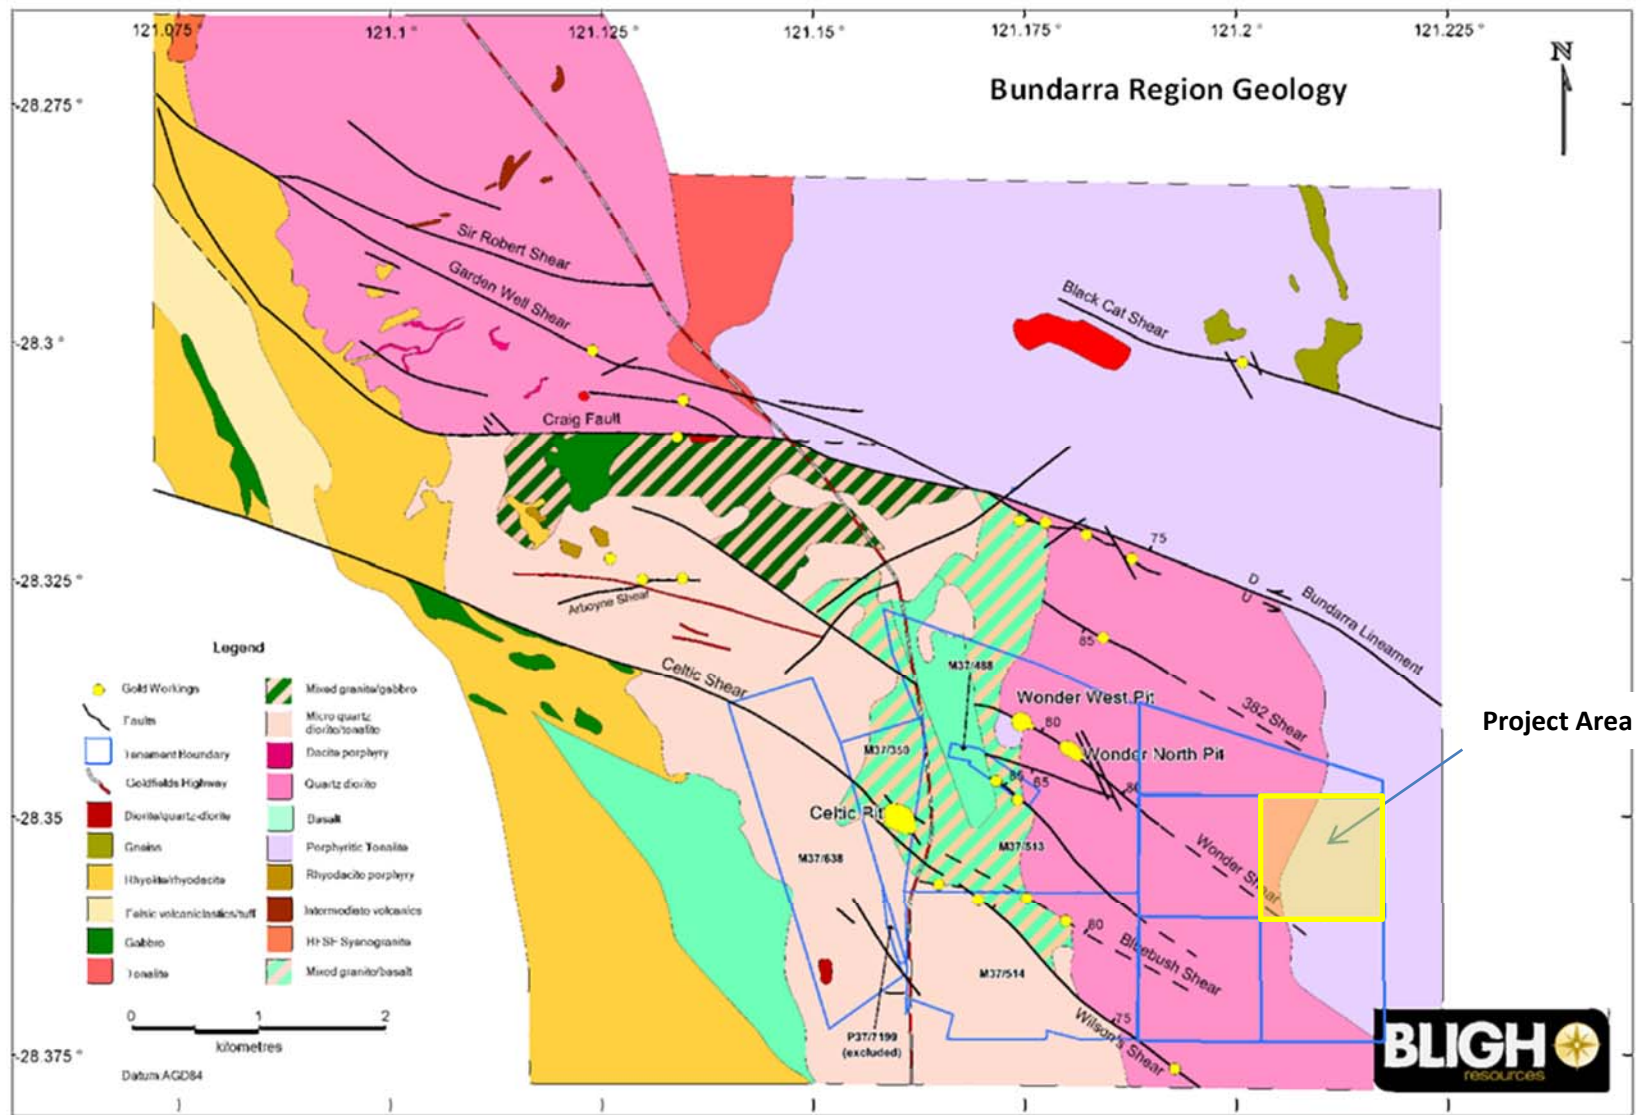 121.075°
121.1°
121.125°
121.15°
121.175°
121.2°
121.225°
N
Bundarra Region Geology
-28.275°
-28.3°
-28.325°
-28.35°
-28.375°
Sir Robert Shear
Garden Well Shear
Black Cat Shear
Craig Fault
75
D
U
Bundarra Lineament
Arboyne Shear
85
Celtic Shear
M37/488
382 Shear
Wonder West Pit
80
Project Area
M37/350
Wonder North Pit
85
65
80
Celtic Pit
M37/513
M37/638
Wonder Shear
80
Bluebush Shear
M37/514
75
Wilson's Shear
P37/7199
(excluded)
Legend
Gold Workings
Faults
Tenement Boundary
Goldfields Highway
Diorite/quartz-diorite
Gneiss
Rhyolite/rhyodacite
Felsic volcaniclastics/tuff
Gabbro
Tonalite
Mixed granite/gabbro
Micro quartz
diorite/tonalite
Dacite porphyry
Quartz diorite
Basalt
Porphyritic Tonalite
Rhyodacite porphyry
Intermediate volcanics
HFSE Syenogranite
Mixed granite/basalt
0 1 2
kilometres
Datum AGD84
BLIGH
resources